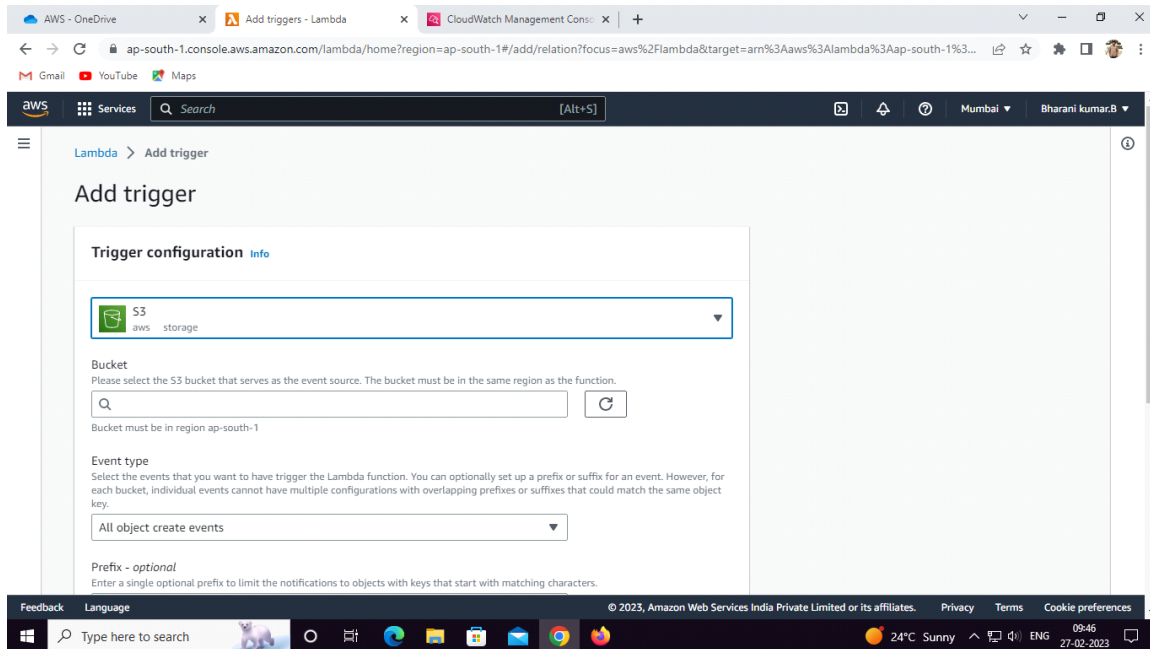 AWS - OneDrive
Add triggers - Lambda
CloudWatch Management Conso
ap-south-1.console.aws.amazon.com/lambda/home?region=ap-south-1#/add/relation?focus=aws%2Flambda&target=arn%3Aaws%3Alambda%3Aap-south-1%3...
Gmail YouTube Maps
aws Services Search [Alt+S] Mumbai Bharani kumar.B
Lambda > Add trigger
Add trigger
Trigger configuration Info
S3
aws storage
Bucket
Please select the S3 bucket that serves as the event source. The bucket must be in the same region as the function.
Bucket must be in region ap-south-1
Event type
Select the events that you want to have trigger the Lambda function. You can optionally set up a prefix or suffix for an event. However, for
each bucket, individual events cannot have multiple configurations with overlapping prefixes or suffixes that could match the same object
key.
All object create events
Prefix - optional
Enter a single optional prefix to limit the notifications to objects with keys that start with matching characters.
Feedback Language © 2023, Amazon Web Services India Private Limited or its affiliates. Privacy Terms Cookie preferences
Type here to search 24°C Sunny ENG 09:46
27-02-2023